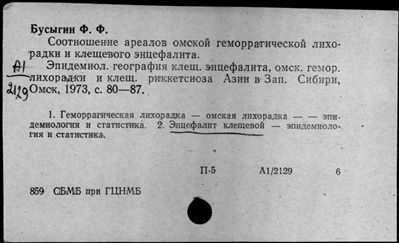 Бусыгин Ф. Ф.
Соотношение ареалов омской геморратической лихо-
радки и клещевого энцефалита.
А1 Эпидемиол. география клещ. энцефалита, омск. гемор.
лихорадки и клещ. риккетсиоза Азии в Зап. Сибири,
2129 Омск, 1973, с. 80—87.
1. Геморрагическая лихорадка — омская лихорадка — — эпи-
демиология и статистика. 2. Энцефалит клещевой — эпидемиоло-
гия и статистика.
П-5 А1/2129 6
859 СБМБ при ГЦНМБ